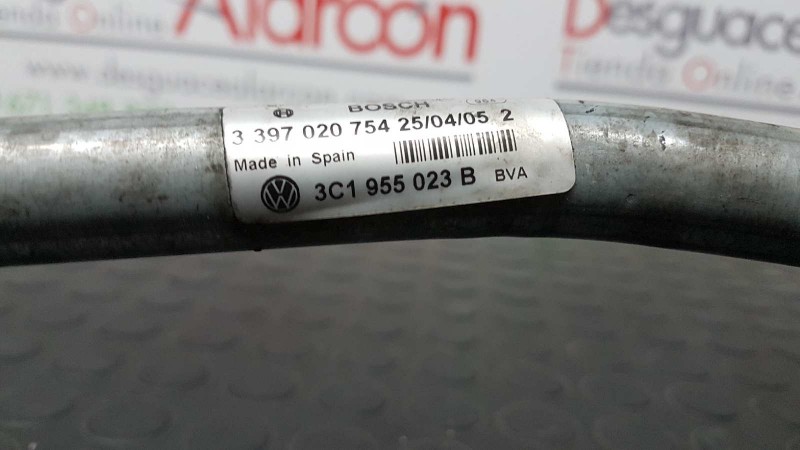 Aldroon
Desguace
Tienda Online
BOSCH
3 397 020 754 25/04/05 2
Made in Spain
3C1 955 023 B BVA